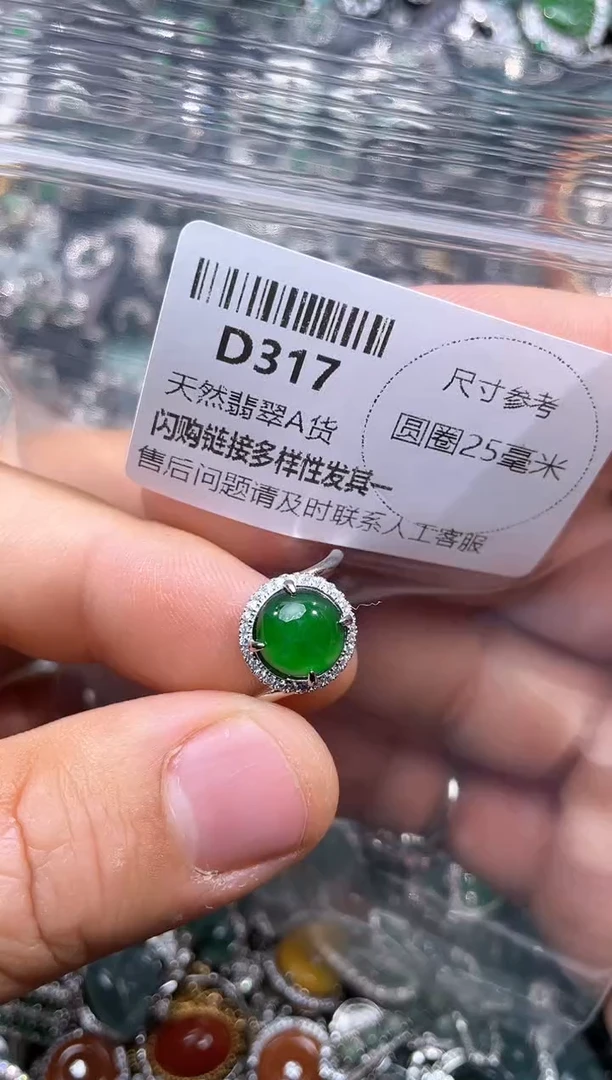 D317
天然翡翠A货
闪购链接多样性发其一
售后问题请及时联系人工客服
尺寸参考
圆圈25毫米